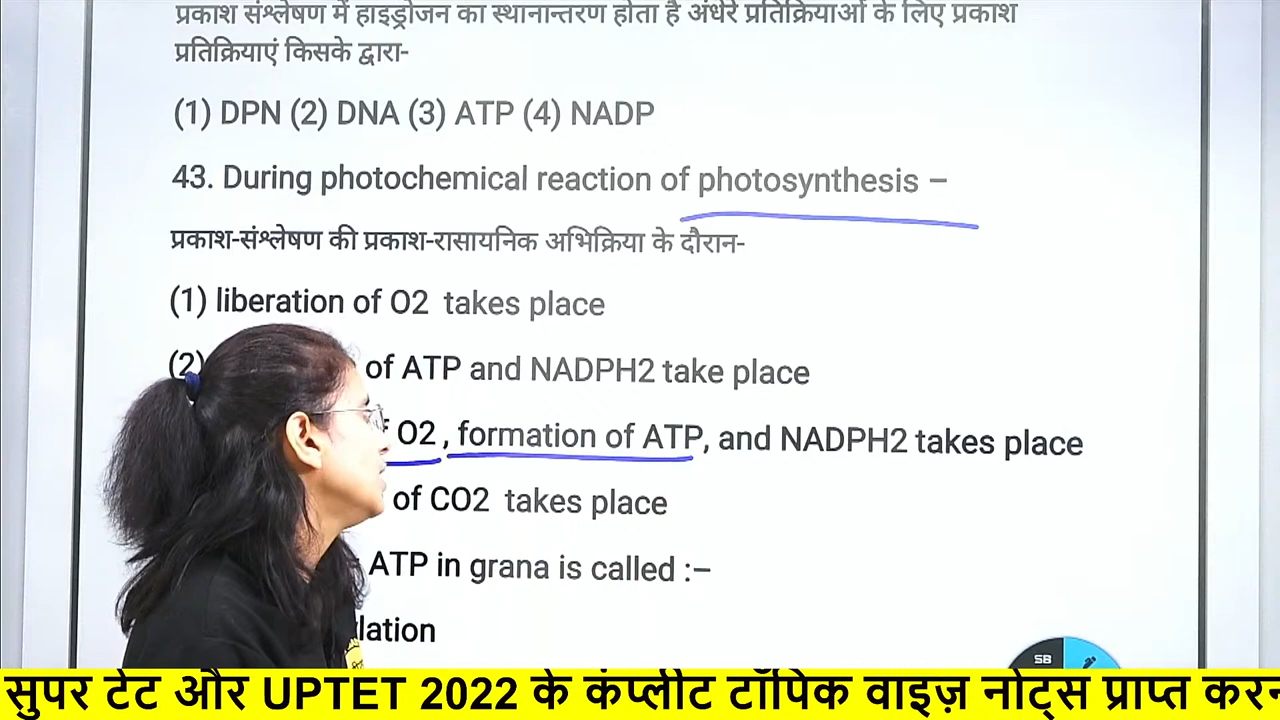 प्रकाश संश्लेषण में हाइड्रोजन का स्थानान्तरण होता है अंधेरे प्रतिक्रियाओं के लिए प्रकाश
प्रतिक्रियाएं किसके द्वारा-
(1) DPN (2) DNA (3) ATP (4) NADP
43. During photochemical reaction of photosynthesis –
प्रकाश-संश्लेषण की प्रकाश-रासायनिक अभिक्रिया के दौरान-
(1) liberation of O2 takes place
(2) of ATP and NADPH2 take place
O2 , formation of ATP, and NADPH2 takes place
of CO2 takes place
ATP in grana is called :–
lation
SB
सुपर टेट और UPTET 2022 के कंप्लीट टॉपिक वाइज़ नोट्स प्राप्त करन